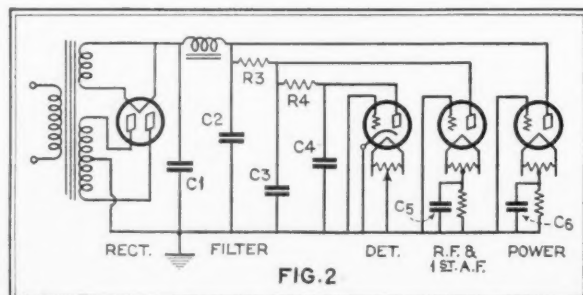 R3
R4
C2
C4
C1
C3
C5
C6
RECT.
FILTER
DET.
R.F. &
1ST. A.F.
POWER
FIG. 2